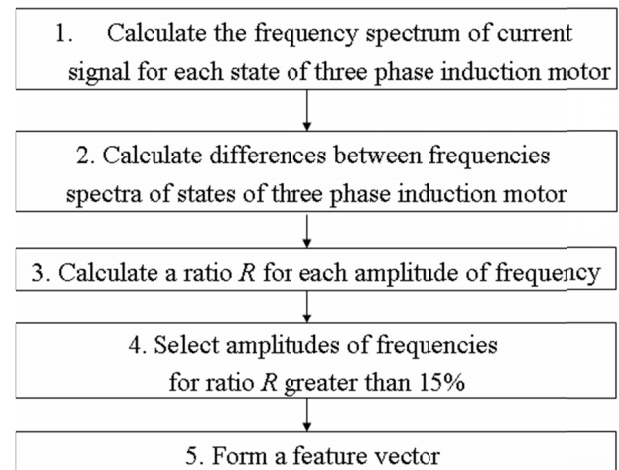 1. Calculate the frequency spectrum of current
signal for each state of three phase induction motor
2. Calculate differences between frequencies
spectra of states of three phase induction motor
3. Calculate a ratio R for each amplitude of frequency
4. Select amplitudes of frequencies
for ratio R greater than 15%
5. Form a feature vector